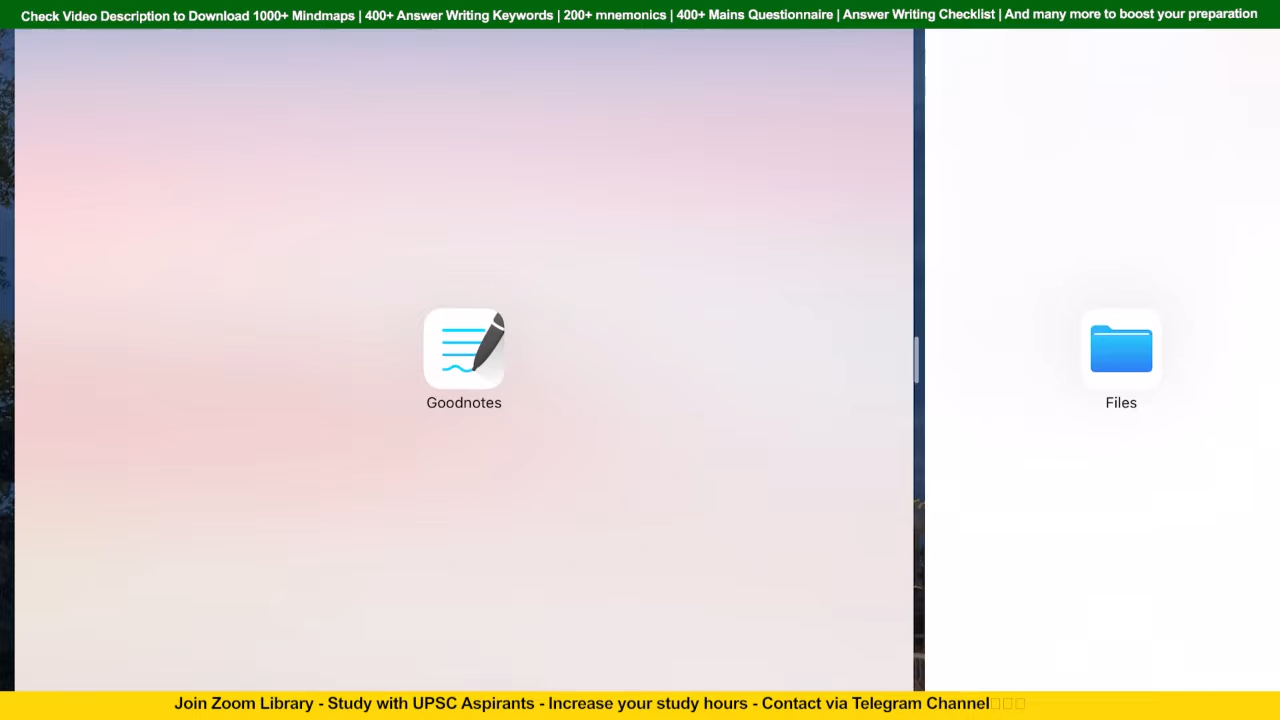 Check Video Description to Download 1000+ Mindmaps | 400+ Answer Writing Keywords | 200+ mnemonics | 400+ Mains Questionnaire | Answer Writing Checklist | And many more to boost your preparation
Goodnotes
Files
Join Zoom Library - Study with UPSC Aspirants - Increase your study hours - Contact via Telegram Channel